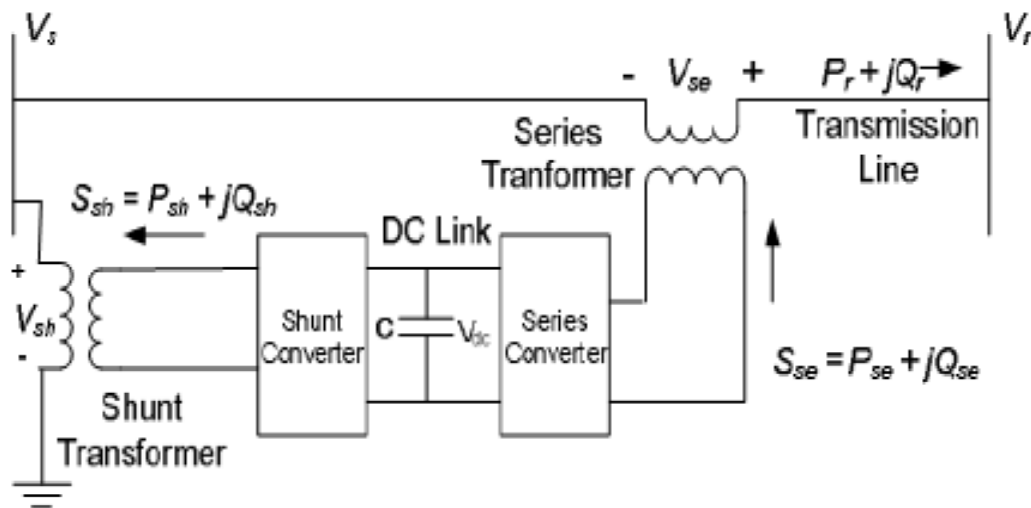 Vs
Vr
- Vse +
Pr + jQr
Series
Tranformer
Transmission
Line
Ssh = Psh + jQsh
DC Link
+
Vsh
-
Shunt
Converter
C
Vdc
Series
Converter
Sse = Pse + jQse
Shunt
Transformer